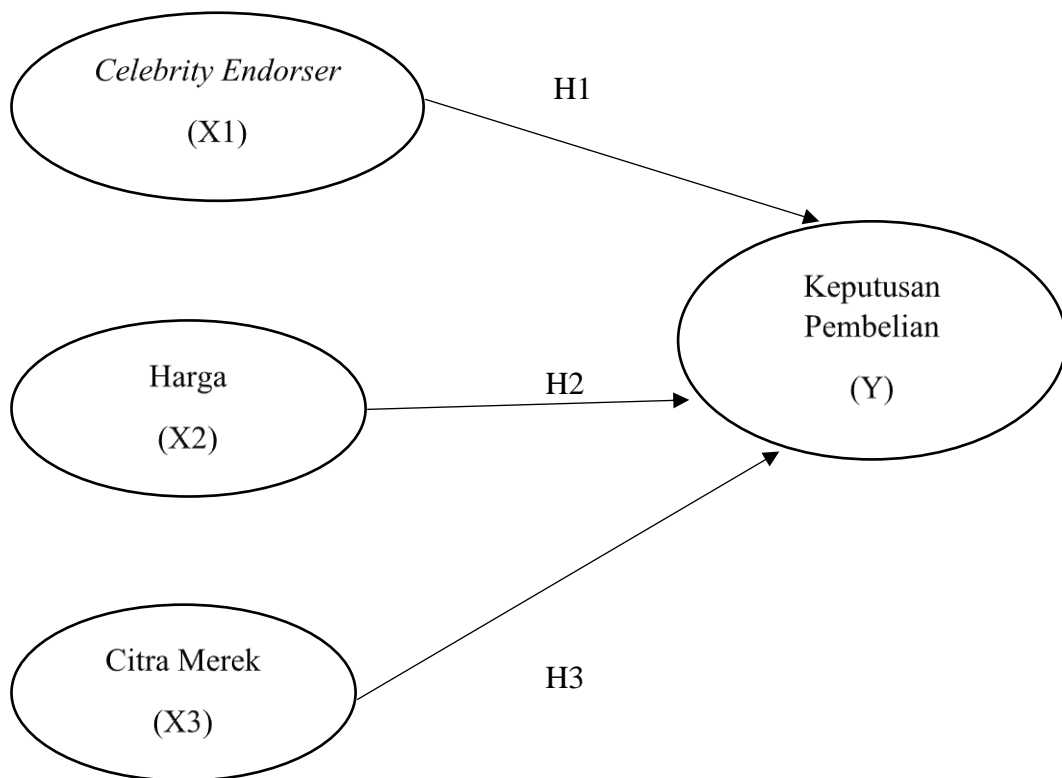 Celebrity Endorser
(X1)
H1
Keputusan
Pembelian
(Y)
Harga
(X2)
H2
Citra Merek
(X3)
H3